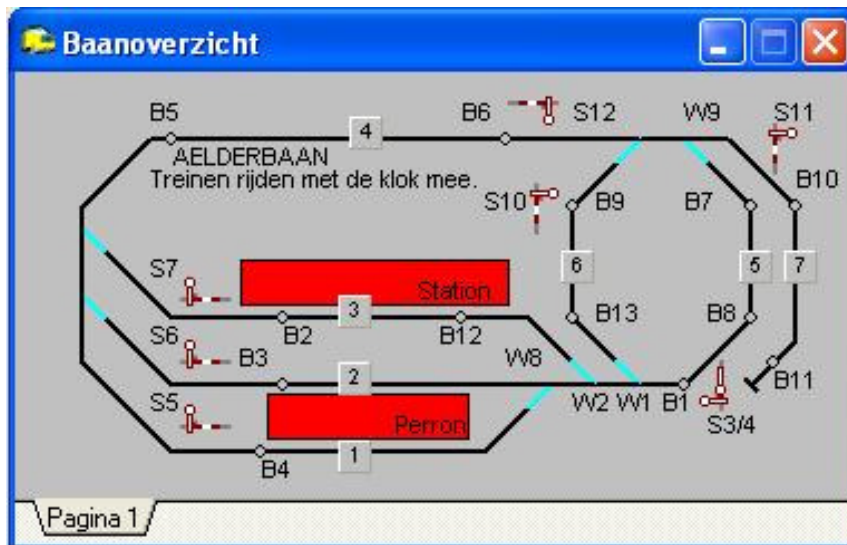 Baanoverzicht
B5 4 B6 S12 W9 S11
AELDERBAAN
Treinen rijden met de klok mee.
S10 B9 B7 B10
S7 Station 6 5 7
3
B2 B12 B13 B8
S6 B3 W8
2 B11
S5 W2 W1 B1
Perron S3/4
1
B4
Pagina 1